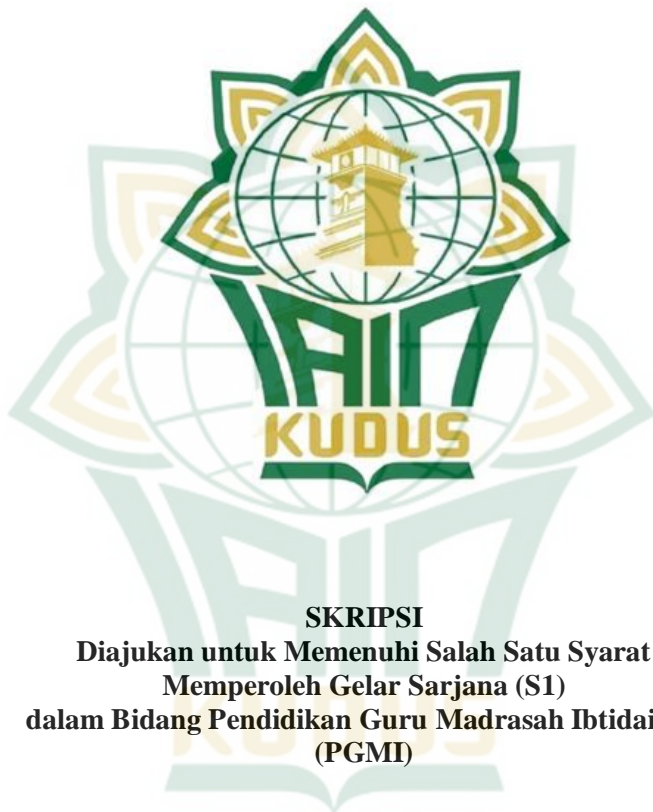 IAIN
KUDUS
SKRIPSI
Diajukan untuk Memenuhi Salah Satu Syarat
Memperoleh Gelar Sarjana (S1)
dalam Bidang Pendidikan Guru Madrasah Ibtidai
(PGMI)